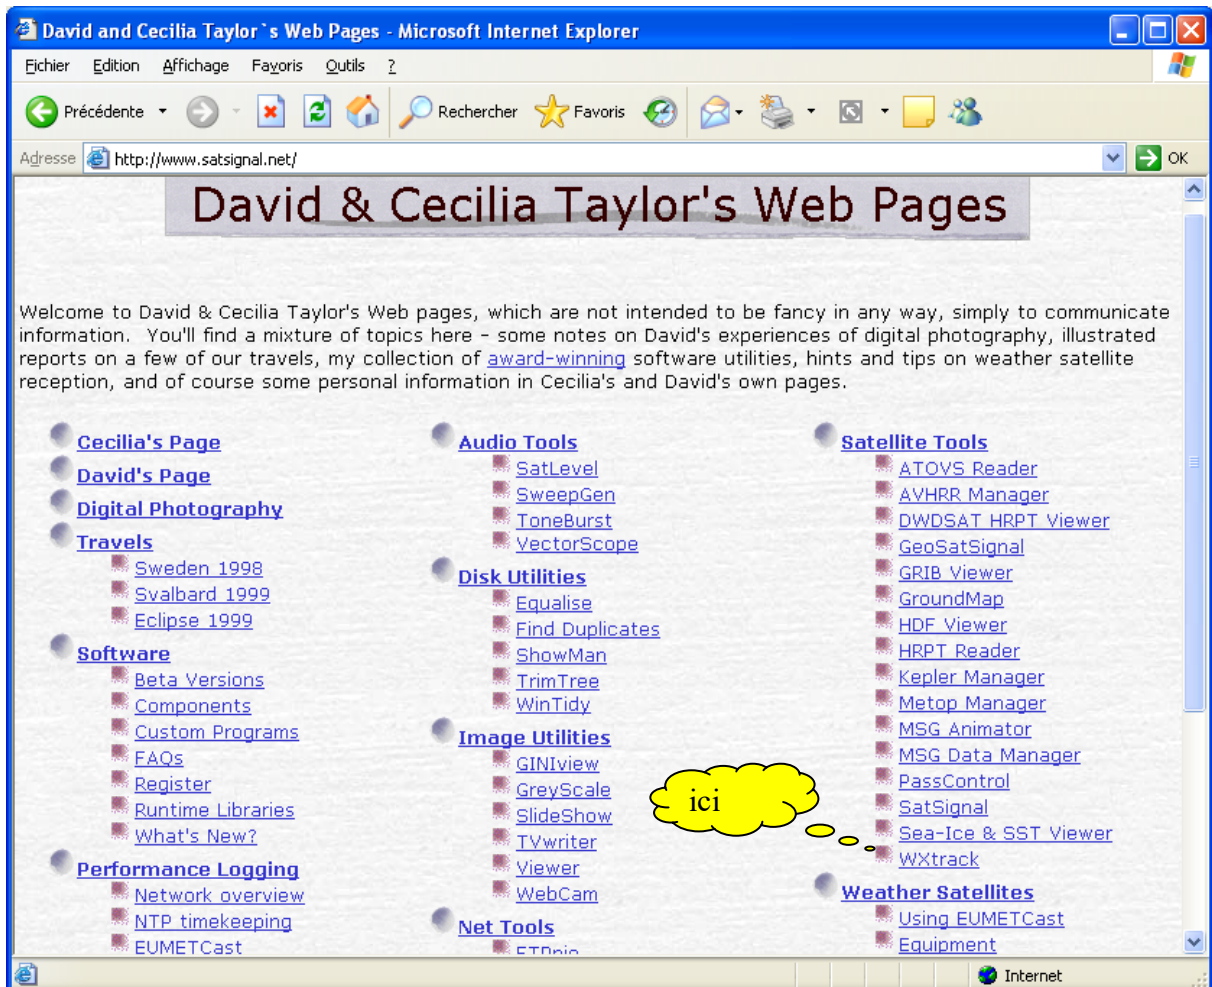 David and Cecilia Taylor`s Web Pages - Microsoft Internet Explorer
Fichier Edition Affichage Favoris Outils ?
Précédente Rechercher Favoris
Adresse http://www.satsignal.net/ OK
David & Cecilia Taylor's Web Pages
Welcome to David & Cecilia Taylor's Web pages, which are not intended to be fancy in any way, simply to communicate
information. You'll find a mixture of topics here - some notes on David's experiences of digital photography, illustrated
reports on a few of our travels, my collection of award-winning software utilities, hints and tips on weather satellite
reception, and of course some personal information in Cecilia's and David's own pages.
Cecilia's Page
David's Page
Digital Photography
Travels
Sweden 1998
Svalbard 1999
Eclipse 1999
Software
Beta Versions
Components
Custom Programs
FAQs
Register
Runtime Libraries
What's New?
Performance Logging
Network overview
NTP timekeeping
EUMETCast
Audio Tools
SatLevel
SweepGen
ToneBurst
VectorScope
Disk Utilities
Equalise
Find Duplicates
ShowMan
TrimTree
WinTidy
Image Utilities
GINIview
GreyScale
SlideShow
TVwriter
Viewer
WebCam
Net Tools
ici
Satellite Tools
ATOVS Reader
AVHRR Manager
DWDSAT HRPT Viewer
GeoSatSignal
GRIB Viewer
GroundMap
HDF Viewer
HRPT Reader
Kepler Manager
Metop Manager
MSG Animator
MSG Data Manager
PassControl
SatSignal
Sea-Ice & SST Viewer
WXtrack
Weather Satellites
Using EUMETCast
Equipment
Internet